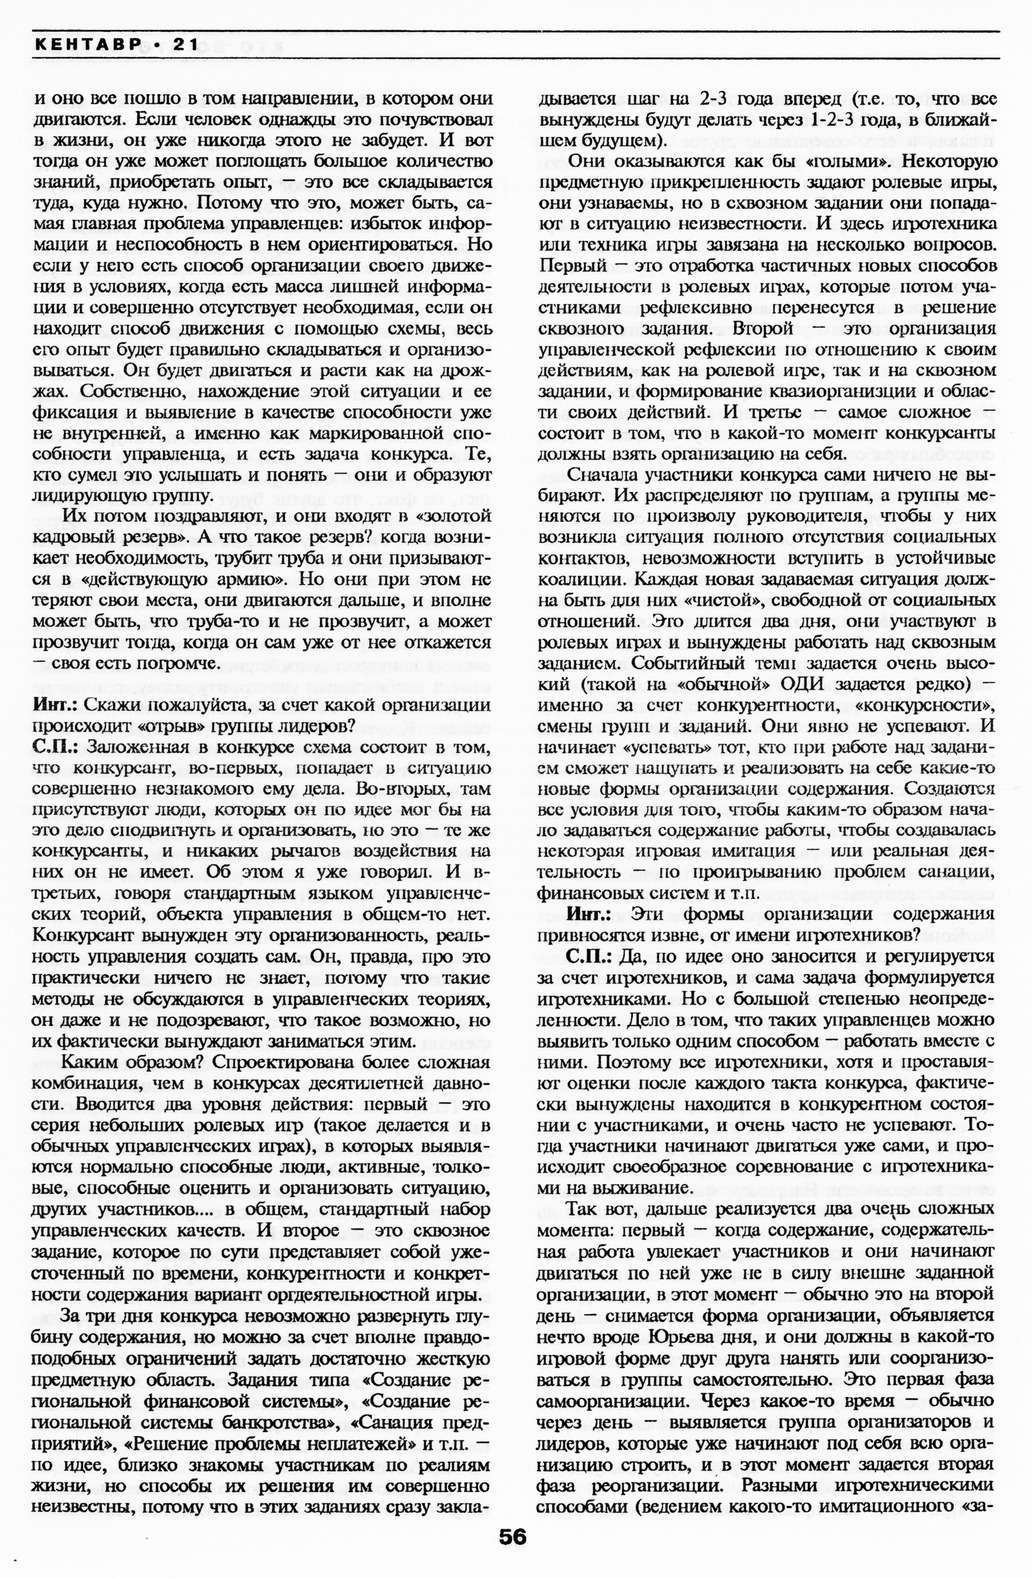 КЕНТАВР • 21
и оно все пошло в том направлении, в котором они
двигаются. Если человек однажды это почувствовал
в жизни, он уже никогда этого не забудет. И вот
тогда он уже может поглощать большое количество
знаний, приобретать опыт, — это все складывается
туда, куда нужно. Потому что это, может быть, са-
мая главная проблема управленцев: избыток инфор-
мации и неспособность в нем ориентироваться. Но
если у него есть способ организации своего движе-
ния в условиях, когда есть масса лишней информа-
ции и совершенно отсутствует необходимая, если он
находит способ движения с помощью схемы, весь
его опыт будет правильно складываться и организо-
вываться. Он будет двигаться и расти как на дрож-
жах. Собственно, нахождение этой ситуации и ее
фиксация и выявление в качестве способности уже
не внутренней, а именно как маркированной спо-
собности управленца, и есть задача конкурса. Те,
кто сумел это услышать и понять — они и образуют
лидирующую группу.
Их потом поздравляют, и они входят в «золотой
кадровый резерв». А что такое резерв? когда возни-
кает необходимость, трубит труба и они призывают-
ся в «действующую армию». Но они при этом не
теряют свои места, они двигаются дальше, и вполне
может быть, что труба-то и не прозвучит, а может
прозвучит тогда, когда он сам уже от нее откажется
— своя есть погромче.
Инт.: Скажи пожалуйста, за счет какой организации
происходит «отрыв» группы лидеров?
С.П.: Заложенная в конкурсе схема состоит в том,
что конкурсант, во-первых, попадает в ситуацию
совершенно незнакомого ему дела. Во-вторых, там
присутствуют люди, которых он по идее мог бы на
это дело сподвигнуть и организовать, но это — те же
конкурсанты, и никаких рычагов воздействия на
них он не имеет. Об этом я уже говорил. И в-
третьих, говоря стандартным языком управленче-
ских теорий, объекта управления в общем-то нет.
Конкурсант вынужден эту организованность, реаль-
ность управления создать сам. Он, правда, про это
практически ничего не знает, потому что такие
методы не обсуждаются в управленческих теориях,
он даже и не подозревают, что такое возможно, но
их фактически вынуждают заниматься этим.
Каким образом? Спроектирована более сложная
комбинация, чем в конкурсах десятилетней давно-
сти. Вводится два уровня действия: первый — это
серия небольших ролевых игр (такое делается и в
обычных управленческих играх), в которых выявля-
ются нормально способные люди, активные, толко-
вые, способные оценить и организовать ситуацию,
других участников.... в общем, стандартный набор
управленческих качеств. И второе — это сквозное
задание, которое по сути представляет собой уже-
сточенный по времени, конкурентности и конкрет-
ности содержания вариант оргдеятельностной игры.
За три дня конкурса невозможно развернуть глу-
бину содержания, но можно за счет вполне правдо-
подобных ограничений задать достаточно жесткую
предметную область. Задания типа «Создание ре-
гиональной финансовой системы», «Создание ре-
гиональной системы банкротства», «Санация пред-
приятий», «Решение проблемы неплатежей» и т.п. —
по идее, близко знакомы участникам по реалиям
жизни, но способы их решения им совершенно
неизвестны, потому что в этих заданиях сразу закла-
дывается шаг на 2-3 года вперед (т.е. то, что все
вынуждены будут делать через 1-2-3 года, в ближай-
шем будущем).
Они оказываются как бы «голыми». Некоторую
предметную прикрепленность задают ролевые игры,
они узнаваемы, но в сквозном задании они попада-
ют в ситуацию неизвестности. И здесь игротехника
или техника игры завязана на несколько вопросов.
Первый — это отработка частичных новых способов
деятельности в ролевых играх, которые потом уча-
стниками рефлексивно перенесутся в решение
сквозного задания. Второй — это организация
управленческой рефлексии по отношению к своим
действиям, как на ролевой игре, так и на сквозном
задании, и формирование квазиорганизции и облас-
ти своих действий. И третье — самое сложное —
состоит в том, что в какой-то момент конкурсанты
должны взять организацию на себя.
Сначала участники конкурса сами ничего не вы-
бирают. Их распределяют по группам, а группы ме-
няются по произволу руководителя, чтобы у них
возникла ситуация полного отсутствия социальных
контактов, невозможности вступить в устойчивые
коалиции. Каждая новая задаваемая ситуация долж-
на быть для них «чистой», свободной от социальных
отношений. Это длится два дня, они участвуют в
ролевых играх и вынуждены работать над сквозным
заданием. Событийный темп задается очень высо-
кий (такой на «обычной» ОДИ задается редко) —
именно за счет конкурентности, «конкурсности»,
смены групп и заданий. Они явно не успевают. И
начинает «успевать» тот, кто при работе над задани-
ем сможет нащупать и реализовать на себе какие-то
новые формы организации содержания. Создаются
все условия для того, чтобы каким-то образом нача-
ло задаваться содержание работы, чтобы создавалась
некоторая игровая имитация — или реальная дея-
тельность — по проигрыванию проблем санации,
финансовых систем и т.п.
Инт.: Эти формы организации содержания
привносятся извне, от имени игротехников?
С.П.: Да, по идее оно заносится и регулируется
за счет игротехников, и сама задача формулируется
игротехниками. Но с большой степенью неопреде-
ленности. Дело в том, что таких управленцев можно
выявить только одним способом — работать вместе с
ними. Поэтому все игротехники, хотя и проставля-
ют оценки после каждого такта конкурса, фактиче-
ски вынуждены находится в конкурентном состоя-
нии с участниками, и очень часто не успевают. То-
гда участники начинают двигаться уже сами, и про-
исходит своеобразное соревнование с игротехника-
ми на выживание.
Так вот, дальше реализуется два очень сложных
момента: первый — когда содержание, содержатель-
ная работа увлекает участников и они начинают
двигаться по ней уже не в силу внешне заданной
организации, в этот момент — обычно это на второй
день — снимается форма организации, объявляется
нечто вроде Юрьева дня, и они должны в какой-то
игровой форме друг друга нанять или соорганизо-
ваться в группы самостоятельно. Это первая фаза
самоорганизации. Через какое-то время — обычно
через день — выявляется группа организаторов и
лидеров, которые уже начинают под себя всю орга-
низацию строить, и в этот момент задается вторая
фаза реорганизации. Разными игротехническими
способами (ведением какого-то имитационного «за-
56